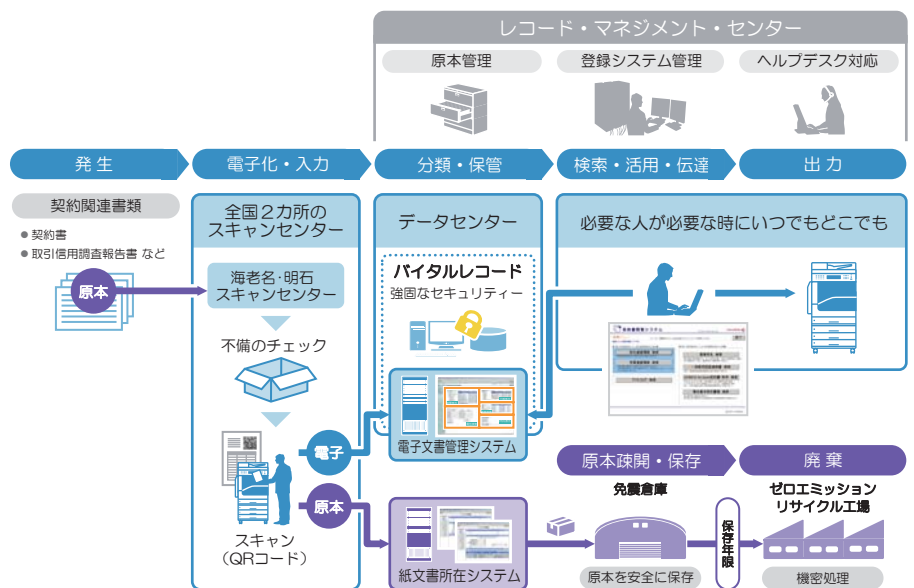 レコード・マネジメント・センター
原本管理
登録システム管理
ヘルプデスク対応
発生
電子化・入力
分類・保管
検索・活用・伝達
出力
契約関連書類
● 契約書
● 取引信用調査報告書 など
原本
全国2カ所の
スキャンセンター
海老名・明石
スキャンセンター
不備のチェック
電子
原本
スキャン
(QRコード)
データセンター
バイタルレコード
強固なセキュリティー
電子文書管理システム
紙文書所在システム
必要な人が必要な時にいつでもどこでも
原本疎開・保存
免震倉庫
原本を安全に保存
保存年限
廃棄
ゼロエミッション
リサイクル工場
機密処理